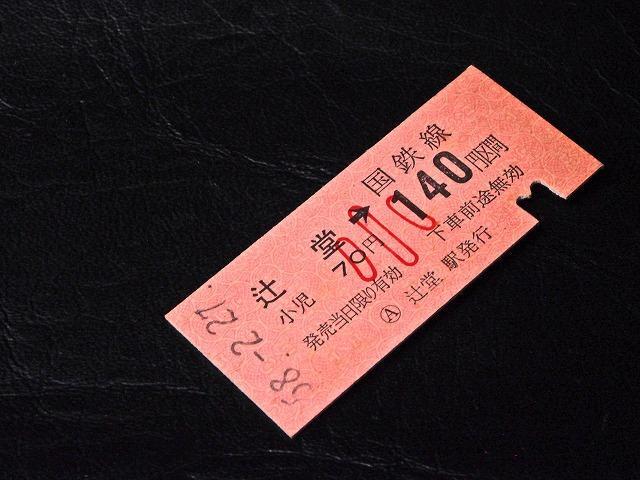 58.-2.27.
辻堂➡国鉄線
小児 70円 140円区間
発売当日限り有効 下車前途無効
Ⓐ 辻堂駅発行